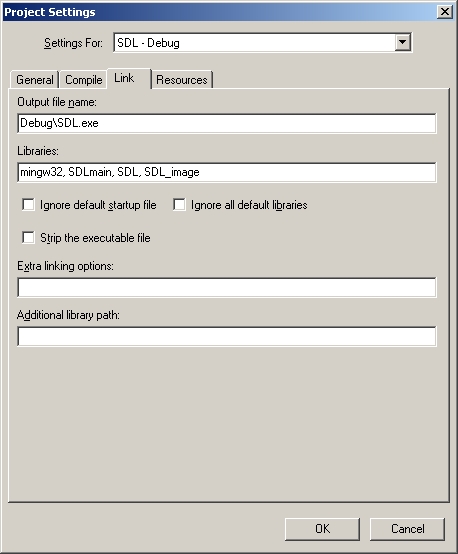 Project Settings
Settings For: SDL - Debug
General Compile Link Resources
Output file name:
Debug\SDL.exe
Libraries:
mingw32, SDLmain, SDL, SDL_image
Ignore default startup file Ignore all default libraries
Strip the executable file
Extra linking options:
Additional library path:
OK Cancel